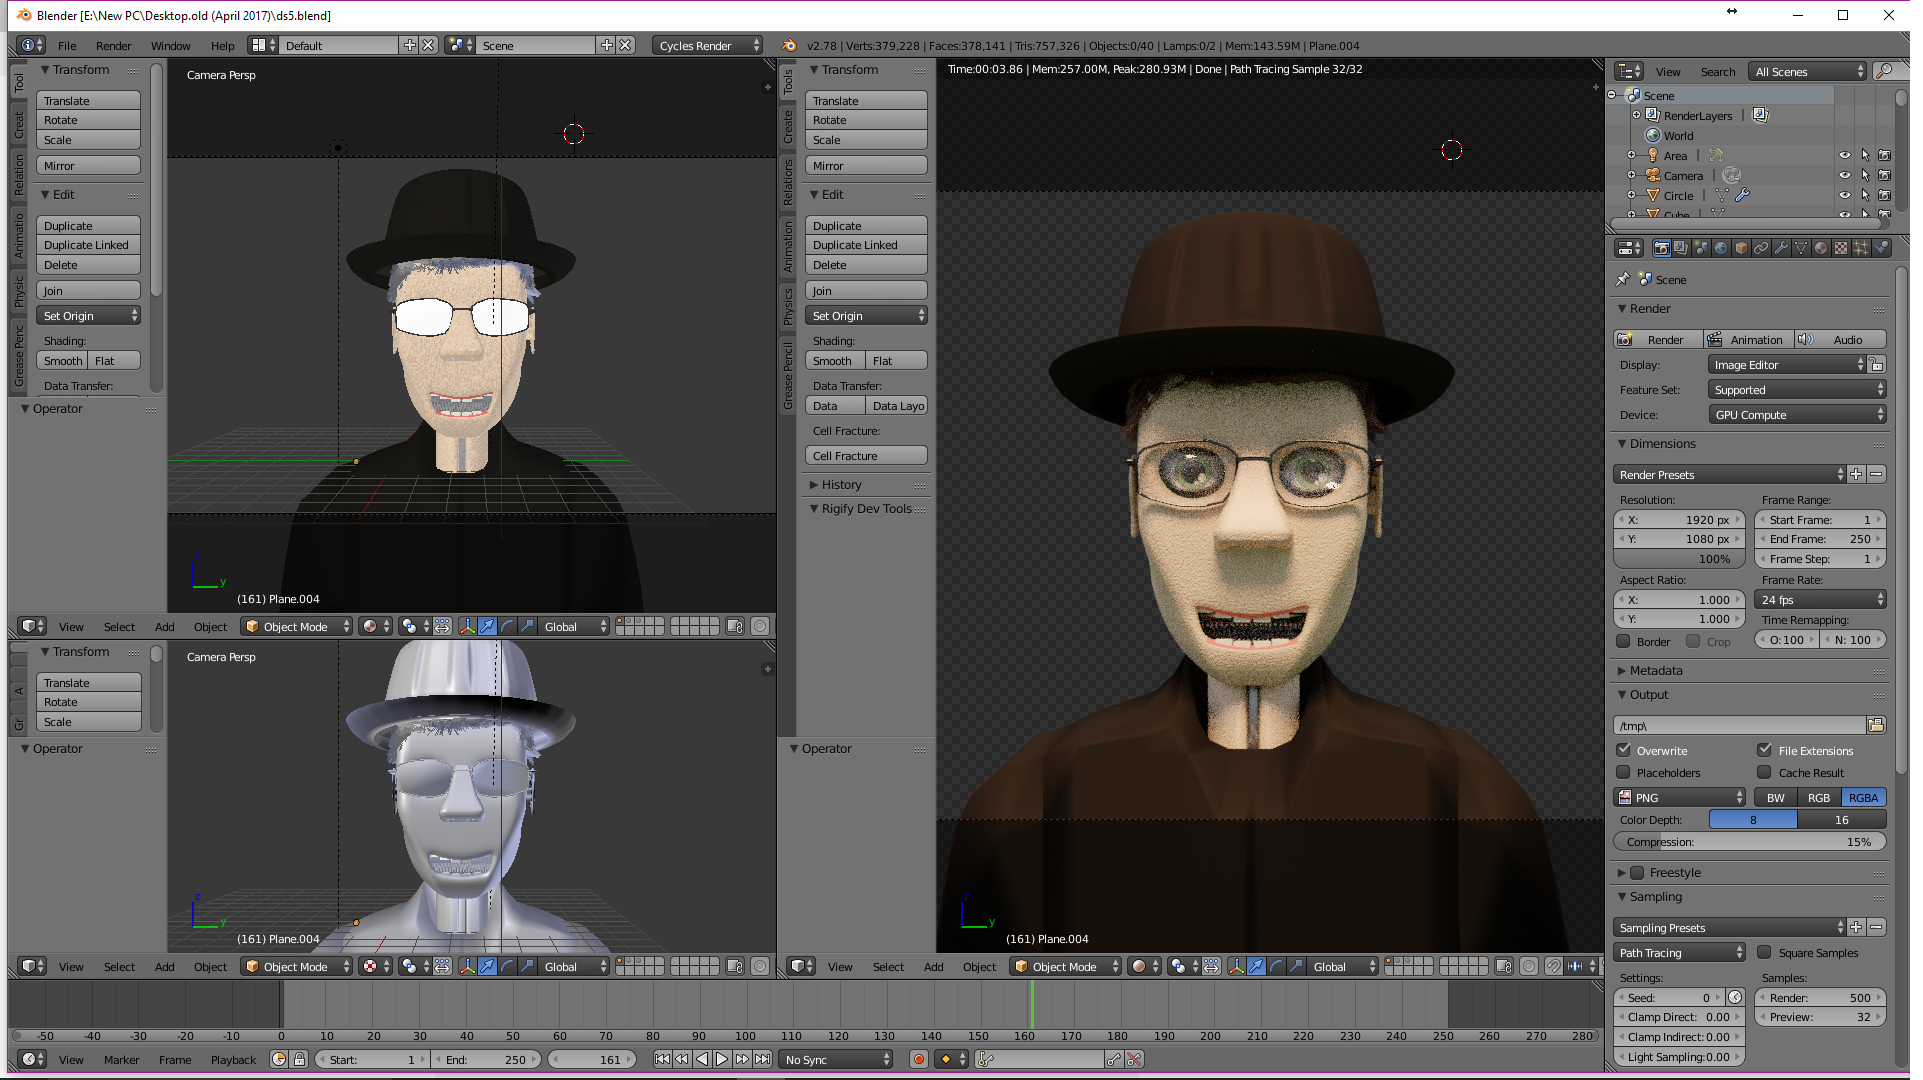 Blender [E:\New PC\Desktop.old (April 2017)\ds5.blend]
File Render Window Help Default Scene Cycles Render v2.78 | Verts:379,228 | Faces:378,141 | Tris:757,326 | Objects:0/40 | Lamps:0/2 | Mem:143.59M | Plane.004
Tool
Creat
Relation
Animatio
Physic
Grease Penc
Transform
Translate
Rotate
Scale
Mirror
Edit
Duplicate
Duplicate Linked
Delete
Join
Set Origin
Shading:
Smooth Flat
Data Transfer:
Operator
Camera Persp
z
y
(161) Plane.004
View Select Add Object Object Mode Global
A
Gr
Transform
Translate
Rotate
Scale
Operator
Camera Persp
z
y
(161) Plane.004
View Select Add Object Object Mode Global
Tools
Create
Relations
Animation
Physics
Grease Pencil
Transform
Translate
Rotate
Scale
Mirror
Edit
Duplicate
Duplicate Linked
Delete
Join
Set Origin
Shading:
Smooth Flat
Data Transfer:
Data Data Layo
Cell Fracture:
Cell Fracture
History
Rigify Dev Tools
Operator
Time:00:03.86 | Mem:257.00M, Peak:280.93M | Done | Path Tracing Sample 32/32
z
y
(161) Plane.004
View Select Add Object Object Mode Global
View Search All Scenes
Scene
RenderLayers |
World
Area |
Camera |
Circle |
Cube |
Scene
Render
Render Animation Audio
Display: Image Editor
Feature Set: Supported
Device: GPU Compute
Dimensions
Render Presets
Resolution: Frame Range:
X: 1920 px Start Frame: 1
Y: 1080 px End Frame: 250
100% Frame Step: 1
Aspect Ratio: Frame Rate:
X: 1.000 24 fps
Y: 1.000 Time Remapping:
Border Crop O: 100 N: 100
Metadata
Output
/tmp\
Overwrite File Extensions
Placeholders Cache Result
PNG BW RGB RGBA
Color Depth: 8 16
Compression: 15%
Freestyle
Sampling
Sampling Presets
Path Tracing Square Samples
Settings: Samples:
Seed: 0 Render: 500
Clamp Direct: 0.00 Preview: 32
Clamp Indirect: 0.00
Light Sampling: 0.00
-50 -40 -30 -20 -10 0 10 20 30 40 50 60 70 80 90 100 110 120 130 140 150 160 170 180 190 200 210 220 230 240 250 260 270 280
View Marker Frame Playback Start: 1 End: 250 161 No Sync